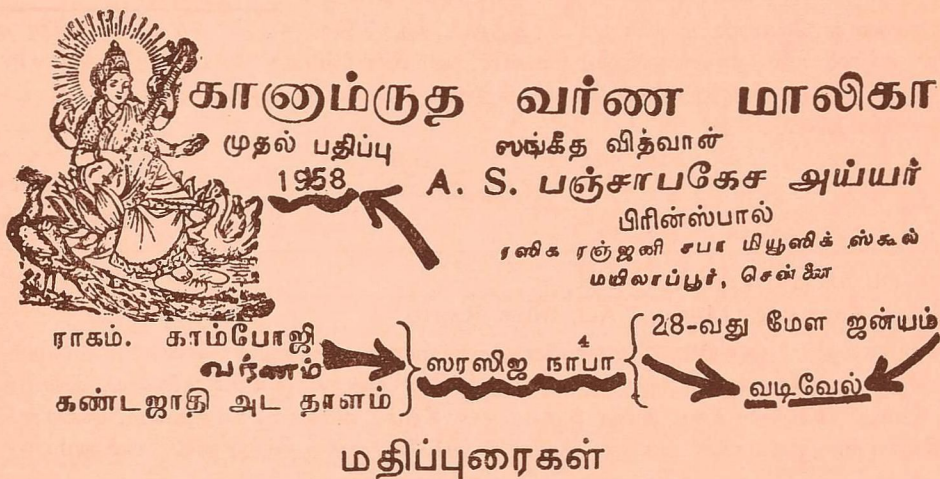 கானாம்ருத வர்ண மாலிகா
முதல் பதிப்பு
1958
ஸங்கீத வித்வான்
A. S. பஞ்சாபகேச அய்யர்
பிரின்ஸ்பால்
ரஸிக ரஞ்ஜனி சபா மியூஸிக் ஸ்கூல்
மயிலாப்பூர், சென்னை
ராகம். காம்போஜி
வர்ணம்
கண்டஜாதி அட தாளம்
4
ஸரஸிஜ நாபா
28-வது மேள ஜன்யம்
வடிவேல்
மதிப்புரைகள்